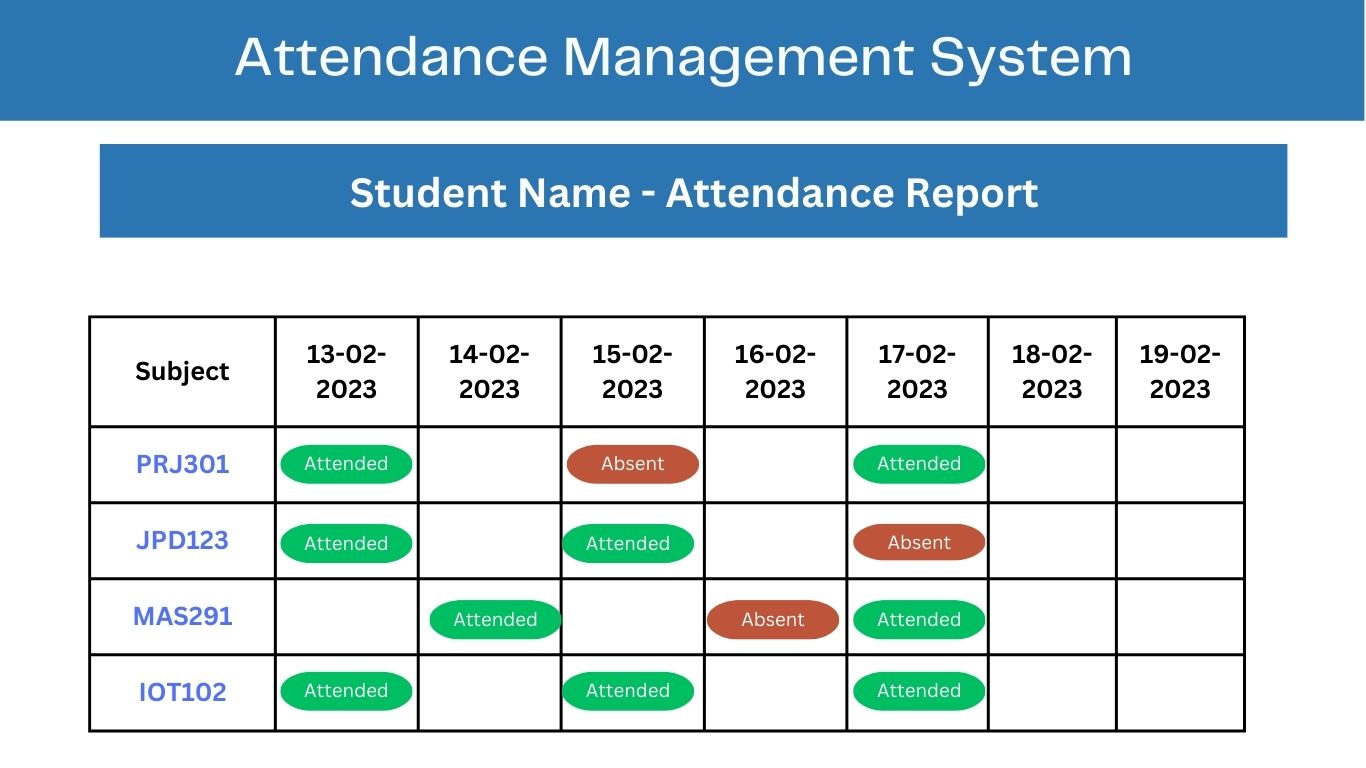 Attendance Management System
Student Name - Attendance Report
Subject 13-02-2023 14-02-2023 15-02-2023 16-02-2023 17-02-2023 18-02-2023 19-02-2023
PRJ301 Attended Absent Attended
JPD123 Attended Attended Absent
MAS291 Attended Absent Attended
IOT102 Attended Attended Attended